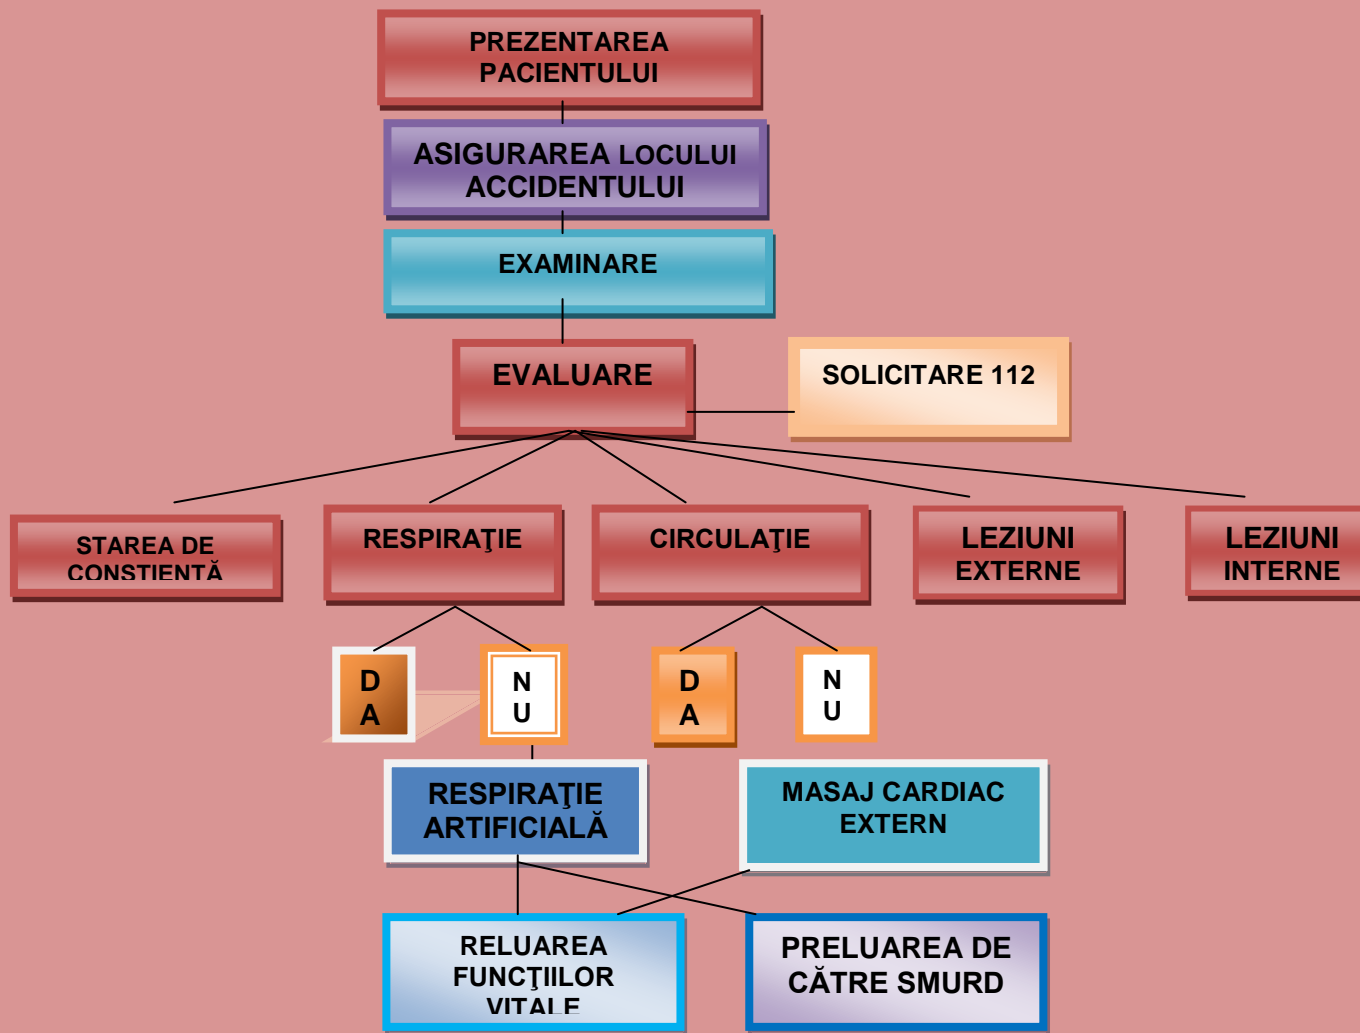 PREZENTAREA
PACIENTULUI
ASIGURAREA LOCULUI
ACCIDENTULUI
EXAMINARE
EVALUARE
SOLICITARE 112
STAREA DE
CONSTIENTĂ
RESPIRAŢIE
CIRCULAŢIE
LEZIUNI
EXTERNE
LEZIUNI
INTERNE
D
A
N
U
D
A
N
U
RESPIRAŢIE
ARTIFICIALĂ
MASAJ CARDIAC
EXTERN
RELUAREA
FUNCŢIILOR
VITALE
PRELUAREA DE
CĂTRE SMURD